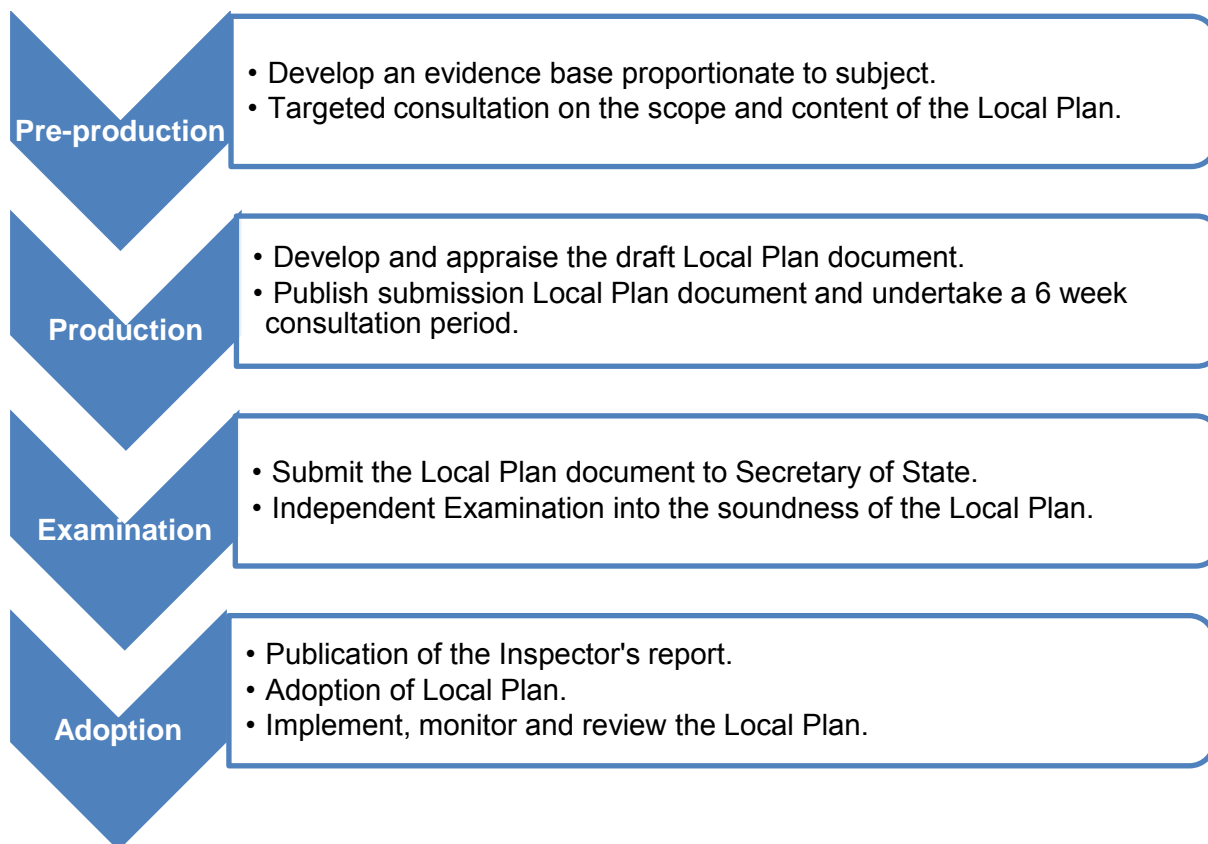 Pre-production
• Develop an evidence base proportionate to subject.
• Targeted consultation on the scope and content of the Local Plan.
Production
• Develop and appraise the draft Local Plan document.
• Publish submission Local Plan document and undertake a 6 week
consultation period.
Examination
• Submit the Local Plan document to Secretary of State.
• Independent Examination into the soundness of the Local Plan.
Adoption
• Publication of the Inspector's report.
• Adoption of Local Plan.
• Implement, monitor and review the Local Plan.